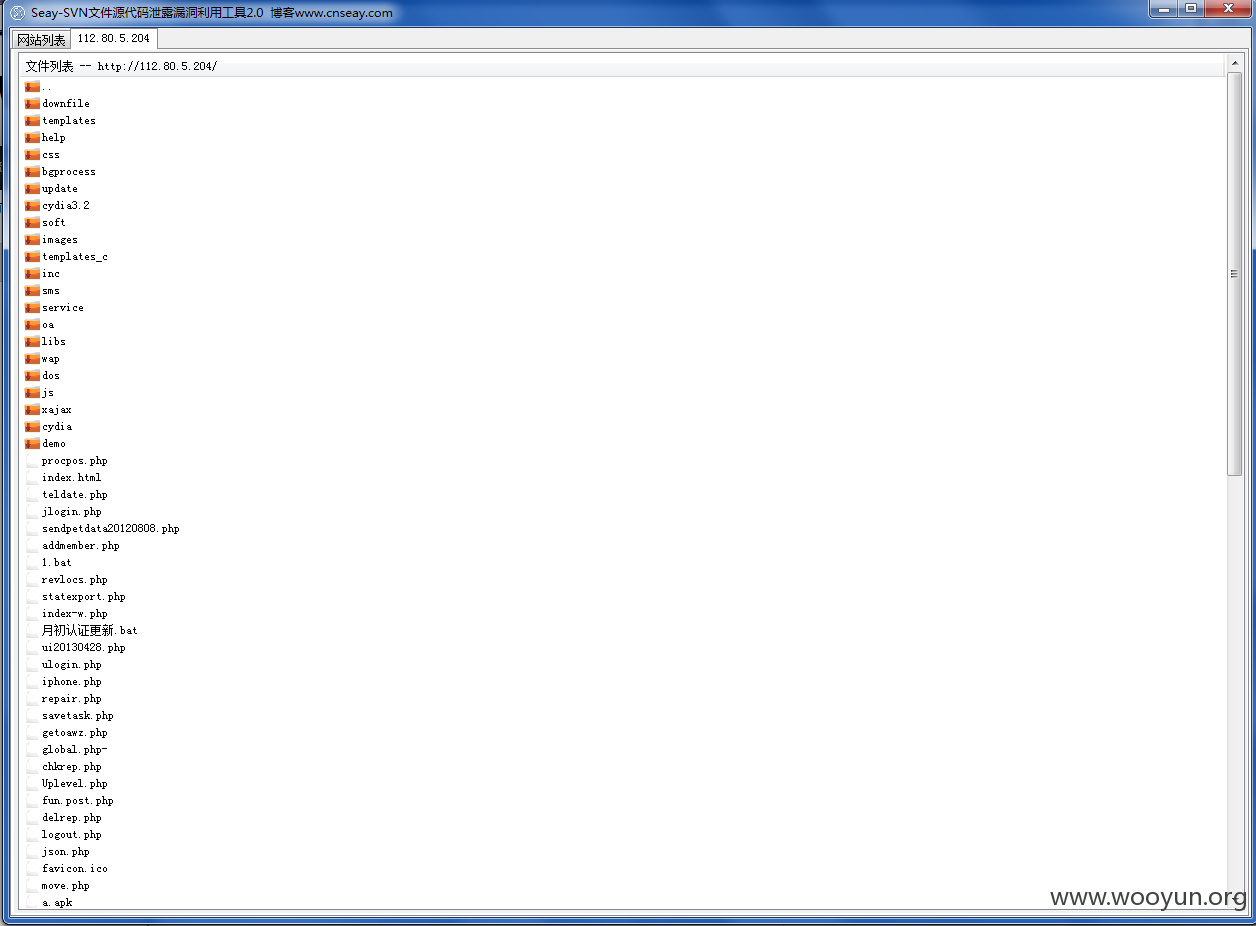 Seay-SVN文件源代码泄露漏洞利用工具2.0 博客www.cnseay.com
网站列表 112.80.5.204
文件列表 -- http://112.80.5.204/
..
downfile
templates
help
css
bgprocess
update
cydia3.2
soft
images
templates_c
inc
sms
service
oa
libs
wap
dos
js
xajax
cydia
demo
procpos.php
index.html
teldate.php
jlogin.php
sendpetdata20120808.php
addmember.php
1.bat
revlocs.php
statexport.php
index-w.php
月初认证更新.bat
ui20130428.php
ulogin.php
iphone.php
repair.php
savetask.php
getoawz.php
global.php-
chkrep.php
Uplevel.php
fun.post.php
delrep.php
logout.php
json.php
favicon.ico
move.php
a.apk
www.wooyun.org